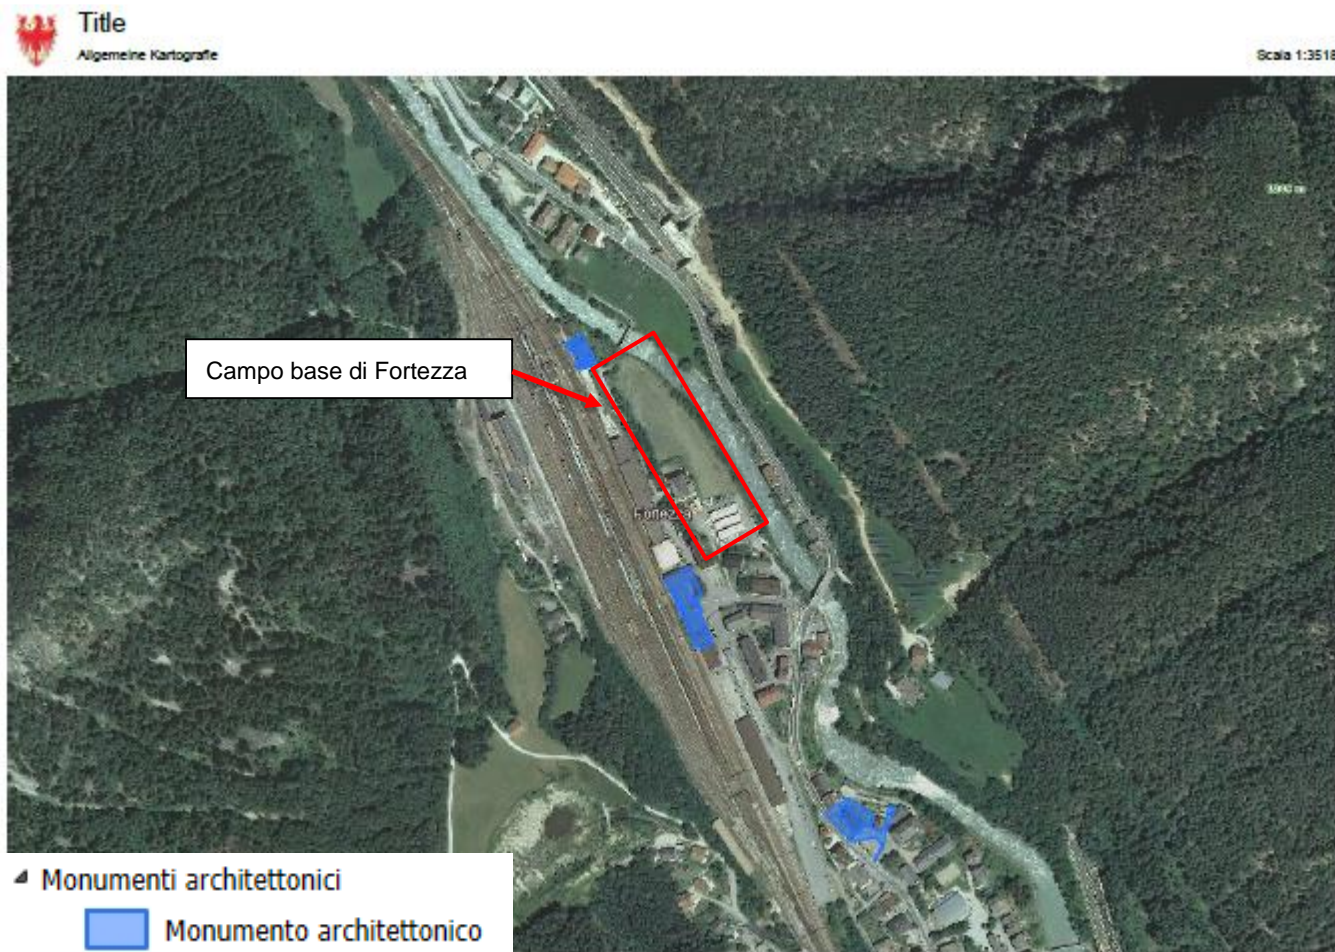 Title
Allgemeine Kartografie
Scala 1:3518
Campo base di Fortezza
Fortezza
Monumenti architettonici
Monumento architettonico